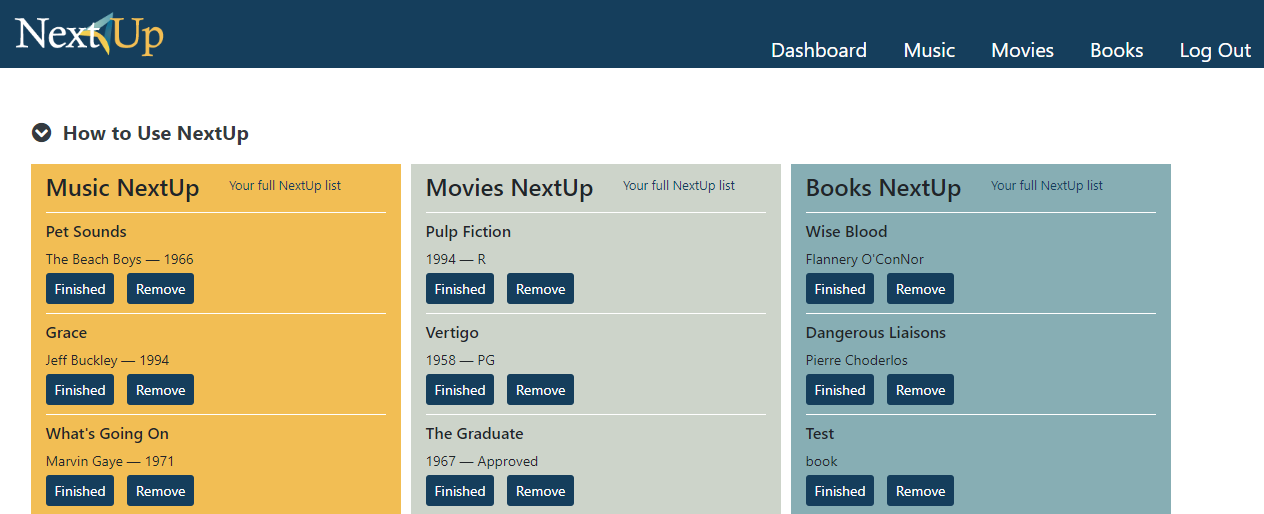 NextUp
Dashboard Music Movies Books Log Out
How to Use NextUp
Music NextUp Your full NextUp list
Pet Sounds
The Beach Boys — 1966
Finished Remove
Grace
Jeff Buckley — 1994
Finished Remove
What's Going On
Marvin Gaye — 1971
Finished Remove
Movies NextUp Your full NextUp list
Pulp Fiction
1994 — R
Finished Remove
Vertigo
1958 — PG
Finished Remove
The Graduate
1967 — Approved
Finished Remove
Books NextUp Your full NextUp list
Wise Blood
Flannery O'ConNor
Finished Remove
Dangerous Liaisons
Pierre Choderlos
Finished Remove
Test
book
Finished Remove